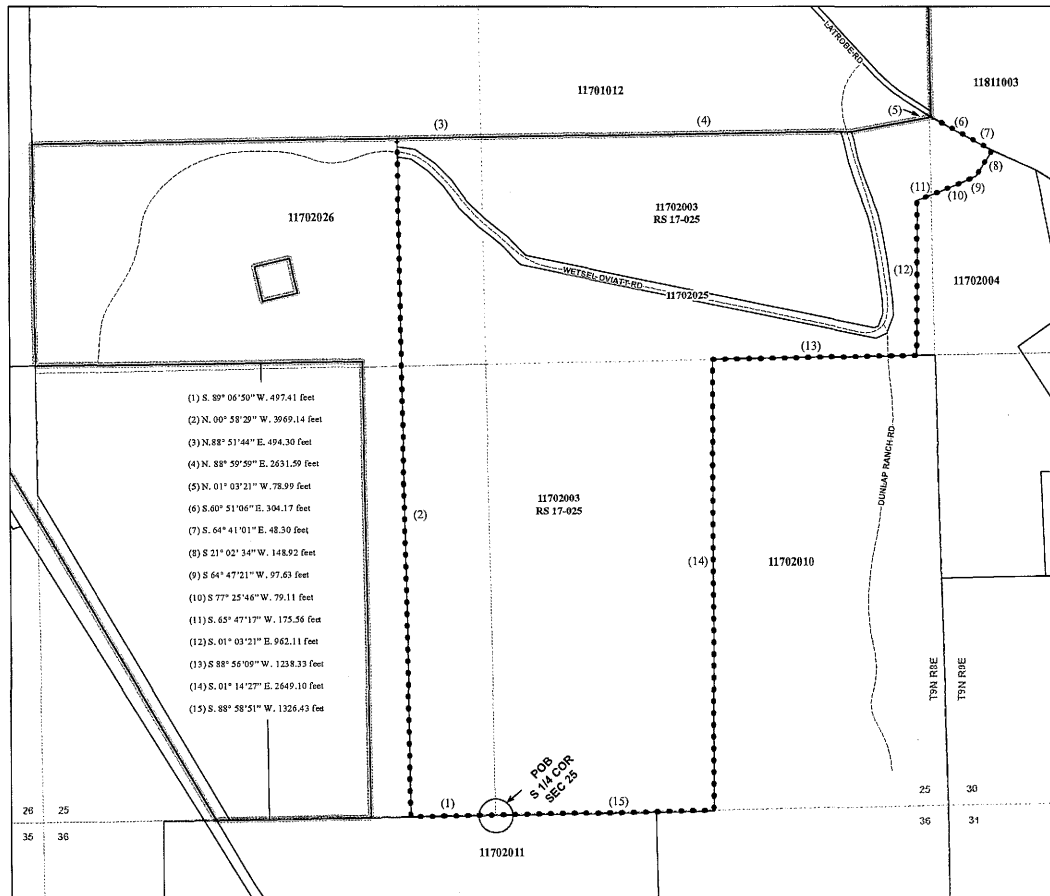 LATROBE RD
11811003
11701012
(5)
(6)
(3)
(4)
(7)
(8)
(9)
(10)
(11)
11702003
RS 17-025
11702026
(12)
WETSEL-OVIATT RD
11702025
11702004
(13)
(1) S. 89° 06'50" W. 497.41 feet
(2) N. 00° 58'29" W. 3969.14 feet
(3) N.88° 51'44" E. 494.30 feet
(4) N. 88° 59'59" E. 2631.59 feet
(5) N. 01° 03'21" W. 78.99 feet
(6) S.60° 51'06" E. 304.17 feet
(7) S. 64° 41'01" E. 48.30 feet
(8) S 21° 02' 34" W. 148.92 feet
(9) S 64° 47'21" W. 97.63 feet
(10) S 77° 25'46" W. 79.11 feet
(11) S. 65° 47'17" W. 175.56 feet
(12) S. 01° 03'21" E. 962.11 feet
(13) S 88° 56'09" W. 1238.33 feet
(14) S. 01° 14'27" E. 2649.10 feet
(15) S. 88° 58'51" W. 1326.43 feet
DUNLAP RANCH RD
11702003
RS 17-025
(2)
(14)
11702010
T9N R8E
T9N R9E
POB
S 1/4 COR
SEC 25
26 25
35 36
(1)
(15)
25 30
36 31
11702011